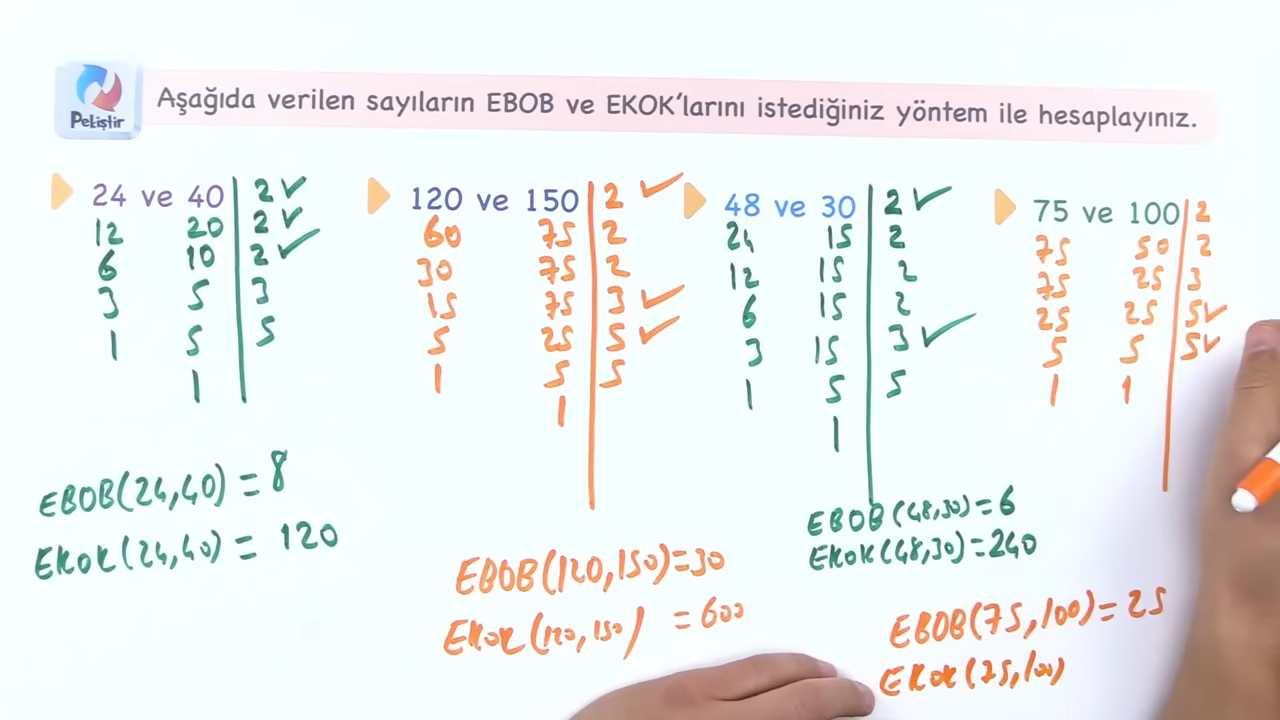 Pekiştir
Aşağıda verilen sayıların EBOB ve EKOK'larını istediğiniz yöntem ile hesaplayınız.
24 ve 40 2 ✓
12 20 2 ✓
6 10 2 ✓
3 5 3
1 5 5
1
EBOB(24,40) = 8
EKOK(24,40) = 120
120 ve 150 2 ✓
60 75 2
30 75 2
15 75 3 ✓
5 25 5 ✓
1 5 5
1
EBOB(120,150)=30
EKOK(120,150) = 600
48 ve 30 2 ✓
24 15 2
12 15 2
6 15 2
3 15 3 ✓
1 5 5
1
EBOB(48,30)=6
EKOK(48,30)=240
75 ve 100 2
75 50 2
75 25 3
25 25 5 ✓
5 5 5 ✓
1 1
EBOB(75,100)=25
EKOK(75,100)